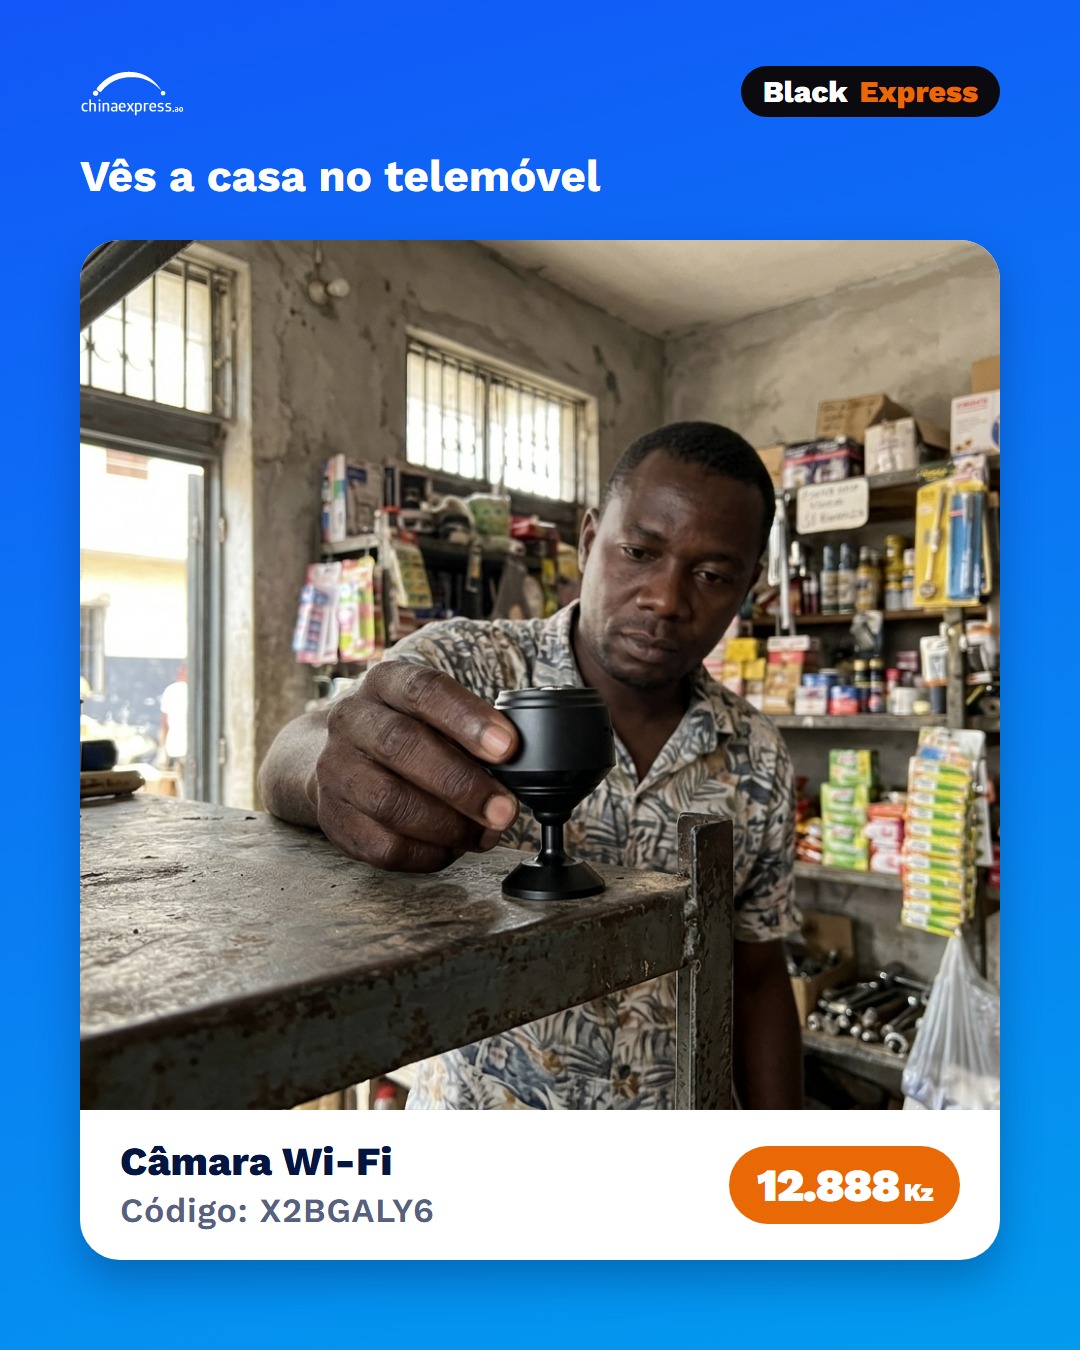 chinaexpress.ao
Black Express
Vês a casa no telemóvel
Câmara Wi-Fi
Código: X2BGALY6
12.888 Kz